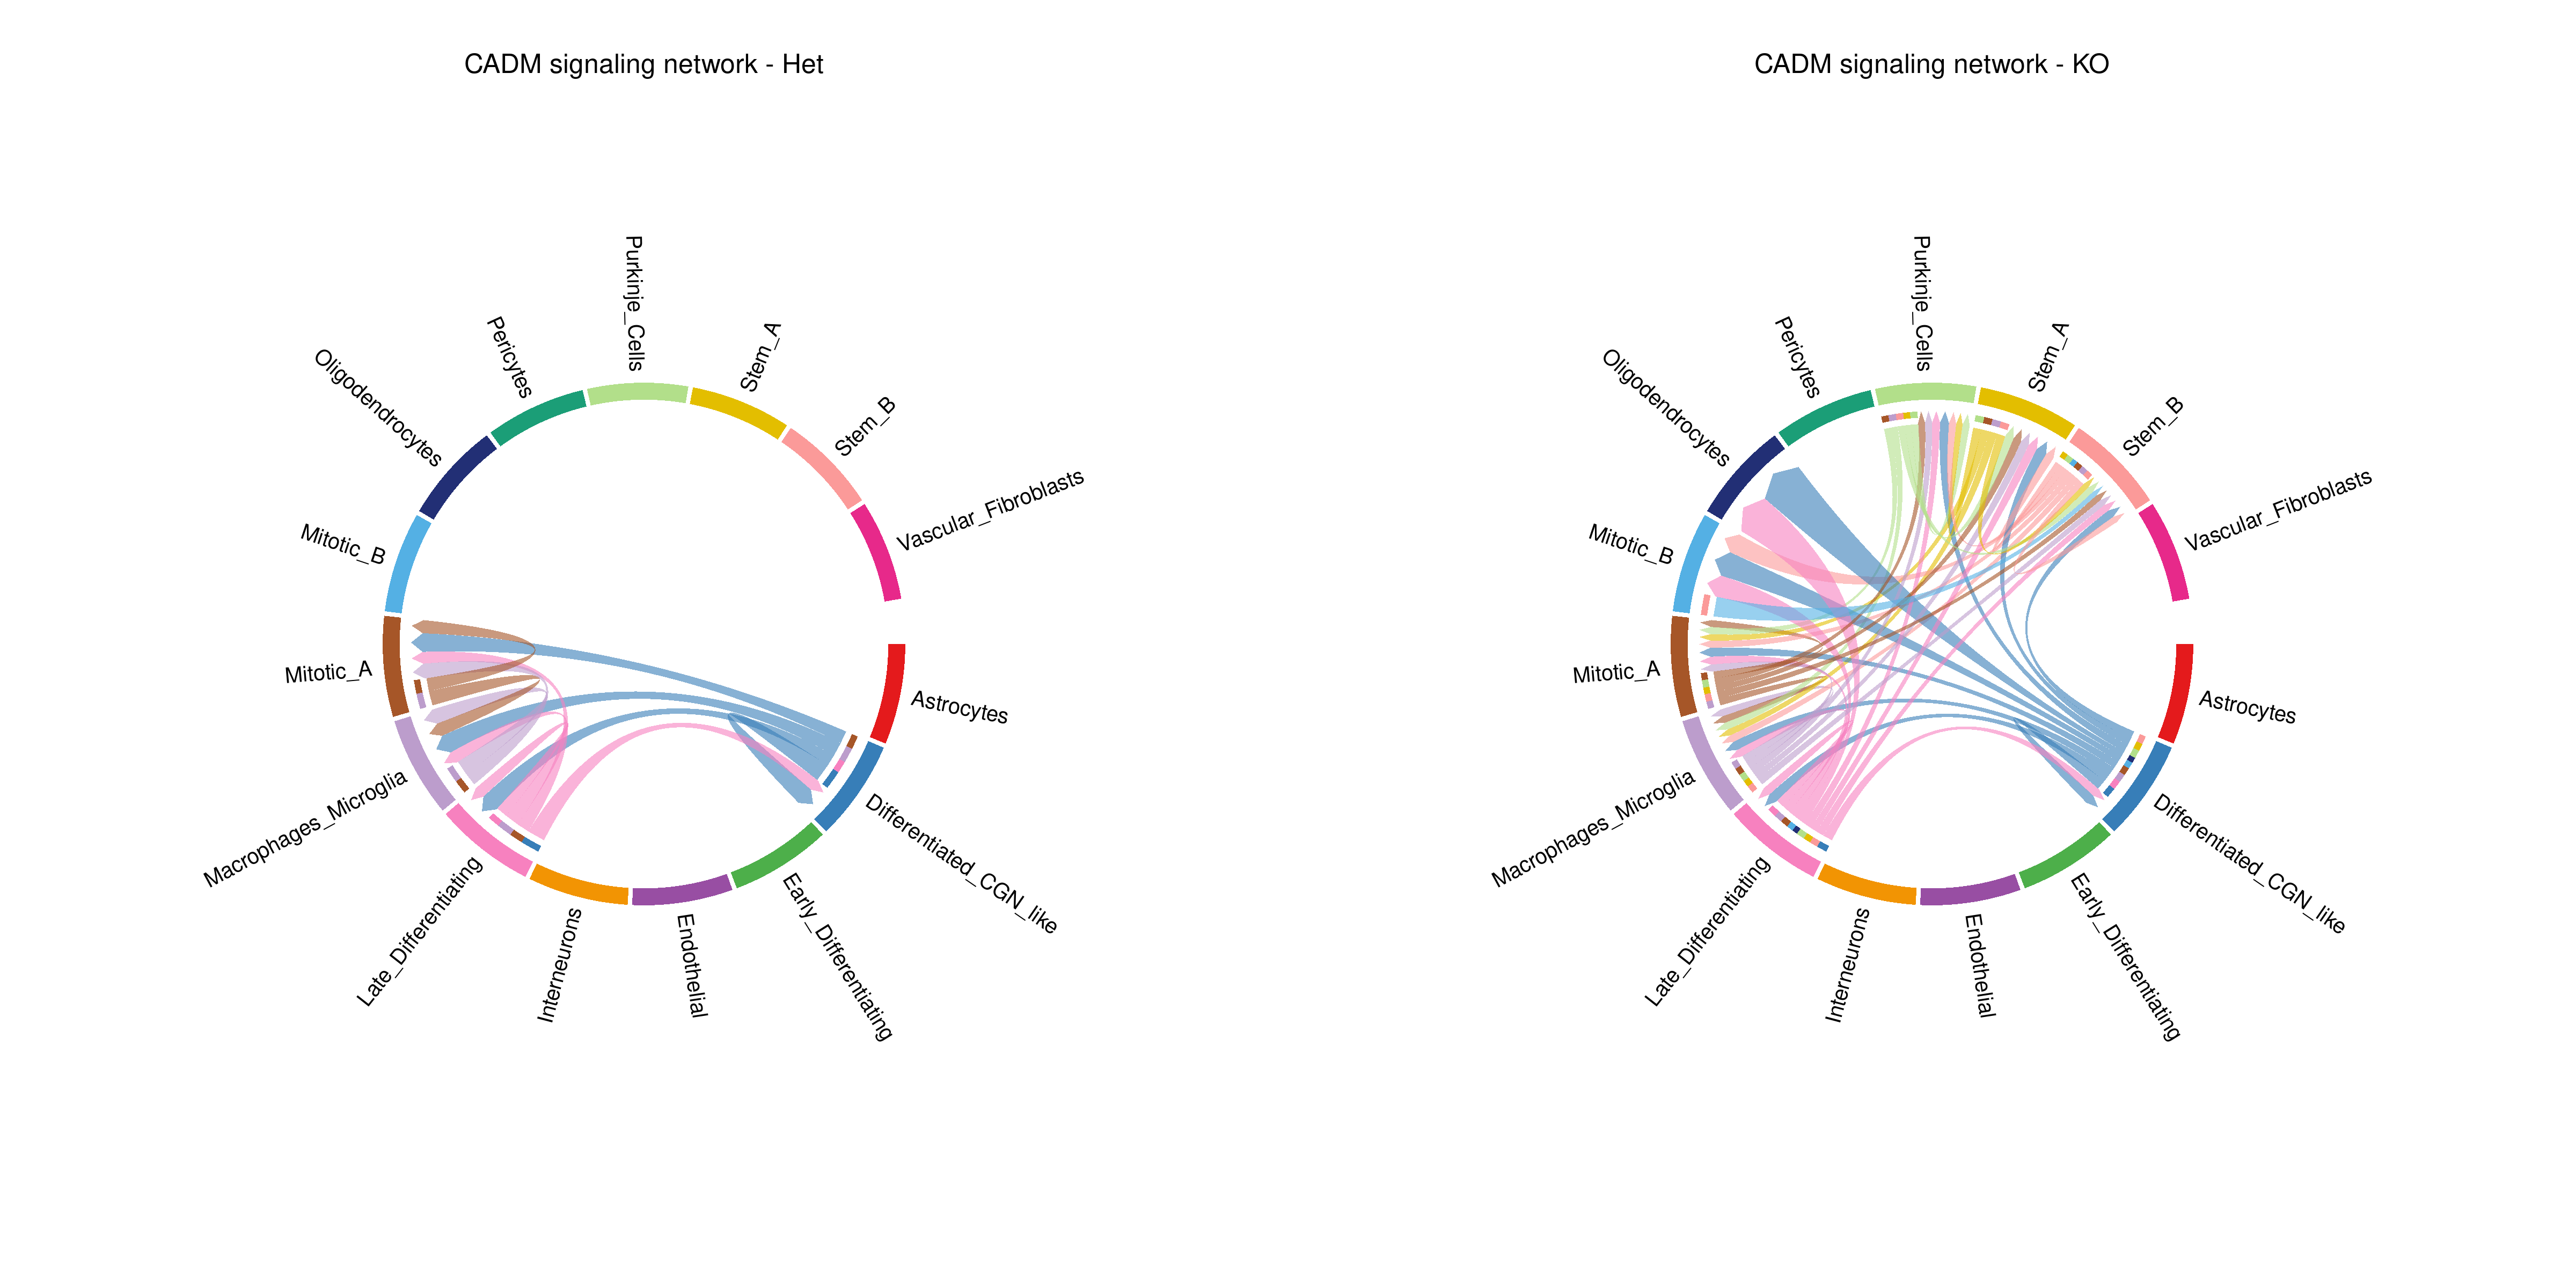 CADM signaling network - Het
Purkinje_Cells
Stem_A
Pericytes
Oligodendrocytes
Stem_B
Vascular_Fibroblasts
Mitotic_B
Mitotic_A
Astrocytes
Macrophages_Microglia
Differentiated_CGN_like
Late_Differentiating
Interneurons
Endothelial
Early_Differentiating
CADM signaling network - KO
Purkinje_Cells
Stem_A
Pericytes
Oligodendrocytes
Stem_B
Vascular_Fibroblasts
Mitotic_B
Mitotic_A
Astrocytes
Macrophages_Microglia
Differentiated_CGN_like
Late_Differentiating
Interneurons
Endothelial
Early_Differentiating